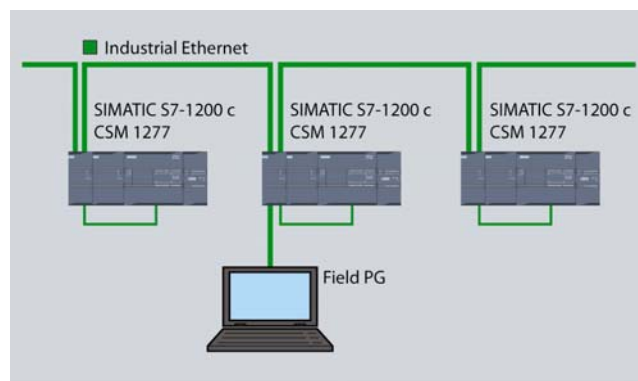 Industrial Ethernet
SIMATIC S7-1200 c
CSM 1277
SIMATIC S7-1200 c
CSM 1277
SIMATIC S7-1200 c
CSM 1277
Field PG